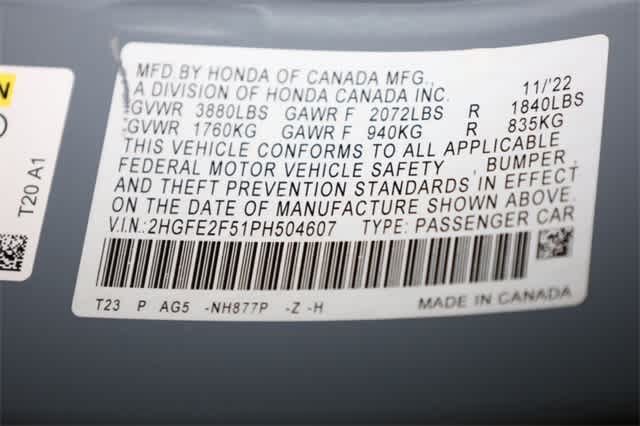 N
T20 A1
MFD.BY HONDA OF CANADA MFG.,
A DIVISION OF HONDA CANADA INC. 11/'22
GVWR 3880LBS GAWR F 2072LBS R 1840LBS
GVWR 1760KG GAWR F 940KG R 835KG
THIS VEHICLE CONFORMS TO ALL APPLICABLE
FEDERAL MOTOR VEHICLE SAFETY , BUMPER ,
AND THEFT PREVENTION STANDARDS IN EFFECT
ON THE DATE OF MANUFACTURE SHOWN ABOVE.
V.I.N.:2HGFE2F51PH504607 TYPE: PASSENGER CAR
T23 P AG5 -NH877P -Z -H MADE IN CANADA